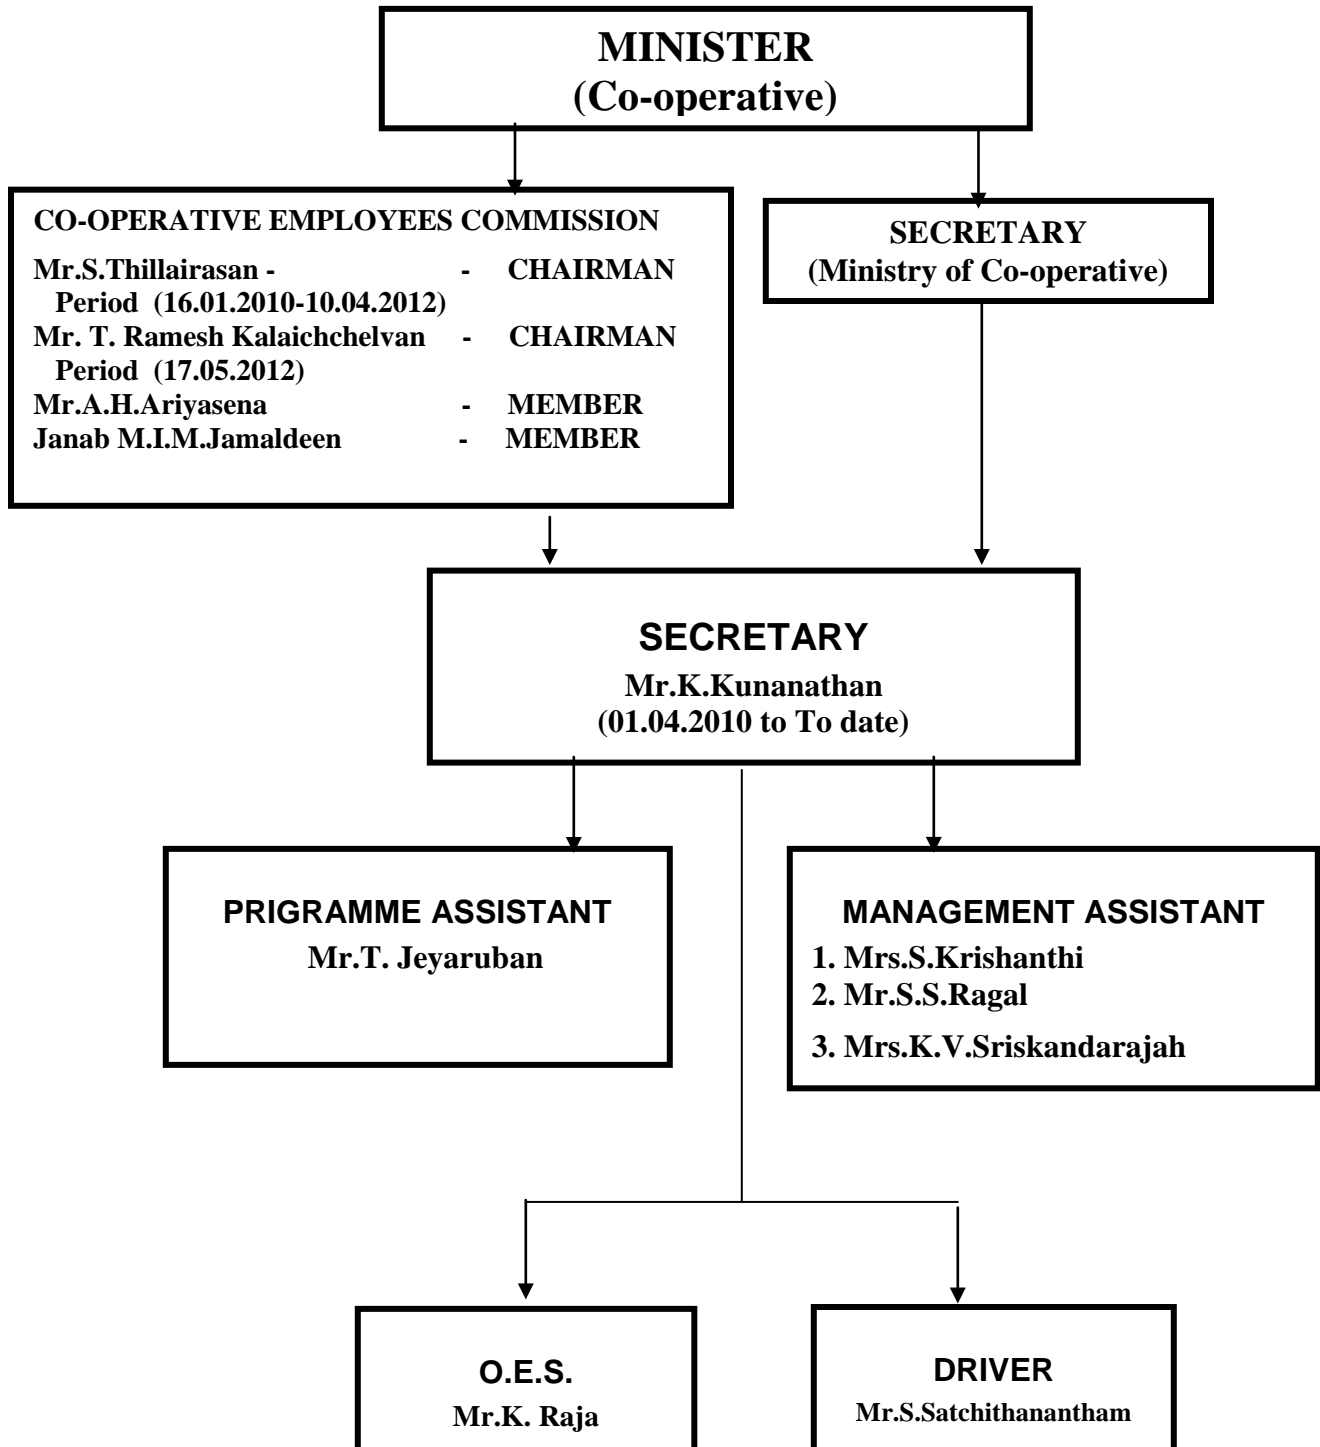 MINISTER
(Co-operative)
CO-OPERATIVE EMPLOYEES COMMISSION
Mr.S.Thillairasan - - CHAIRMAN
Period (16.01.2010-10.04.2012)
Mr. T. Ramesh Kalaichchelvan - CHAIRMAN
Period (17.05.2012)
Mr.A.H.Ariyasena - MEMBER
Janab M.I.M.Jamaldeen - MEMBER
SECRETARY
(Ministry of Co-operative)
SECRETARY
Mr.K.Kunanathan
(01.04.2010 to To date)
PRIGRAMME ASSISTANT
Mr.T. Jeyaruban
MANAGEMENT ASSISTANT
1. Mrs.S.Krishanthi
2. Mr.S.S.Ragal
3. Mrs.K.V.Sriskandarajah
O.E.S.
Mr.K. Raja
DRIVER
Mr.S.Satchithanantham